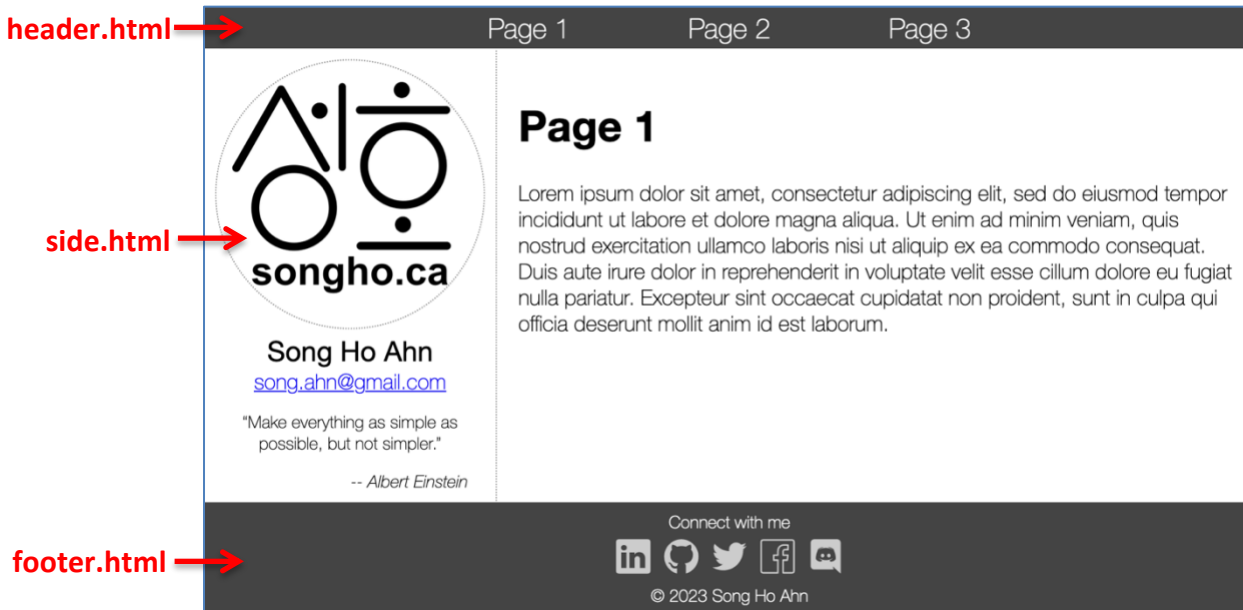 header.html
Page 1 Page 2 Page 3
side.html
songho.ca
Song Ho Ahn
song.ahn@gmail.com
“Make everything as simple as
possible, but not simpler.”
-- Albert Einstein
Page 1
Lorem ipsum dolor sit amet, consectetur adipiscing elit, sed do eiusmod tempor
incididunt ut labore et dolore magna aliqua. Ut enim ad minim veniam, quis
nostrud exercitation ullamco laboris nisi ut aliquip ex ea commodo consequat.
Duis aute irure dolor in reprehenderit in voluptate velit esse cillum dolore eu fugiat
nulla pariatur. Excepteur sint occaecat cupidatat non proident, sunt in culpa qui
officia deserunt mollit anim id est laborum.
footer.html
Connect with me
in
© 2023 Song Ho Ahn